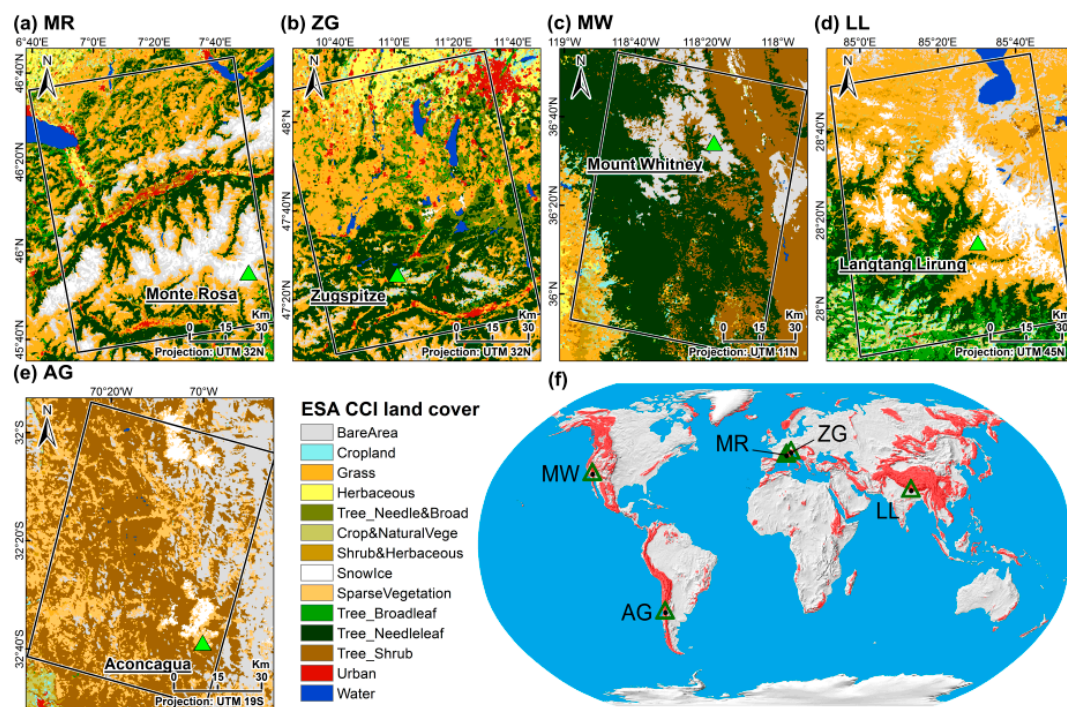 (a) MR
6°40'E 7°0'E 7°40'E
46°40'N
46°20'N
46°N
45°40'N
N
Monte Rosa
Km
0 15 30
Projection: UTM 32N
(b) ZG
10°40'E 11°0'E 11°20'E 11°40'E
48°N
47°40'N
47°20'N
N
Zugspitze
Km
0 15 30
Projection: UTM 32N
(c) MW
119°W 118°40'W 118°20'W 118°W
36°40'N
36°20'N
36°N
N
Mount Whitney
Km
0 15 30
Projection: UTM 11N
(d) LL
85°0'E 85°20'E 85°40'E
28°40'N
28°20'N
28°N
N
Langtang Lirung
Km
0 15 30
Projection: UTM 45N
(e) AG
70°20'W 70°W
32°S
32°20'S
32°40'S
N
Aconcagua
Km
0 15 30
Projection: UTM 19S
ESA CCI land cover
BareArea
Cropland
Grass
Herbaceous
Tree_Needle&Broad
Crop&NaturalVege
Shrub&Herbaceous
SnowIce
SparseVegetation
Tree_Broadleaf
Tree_Needleleaf
Tree_Shrub
Urban
Water
(f)
MR
ZG
MW
LL
AG